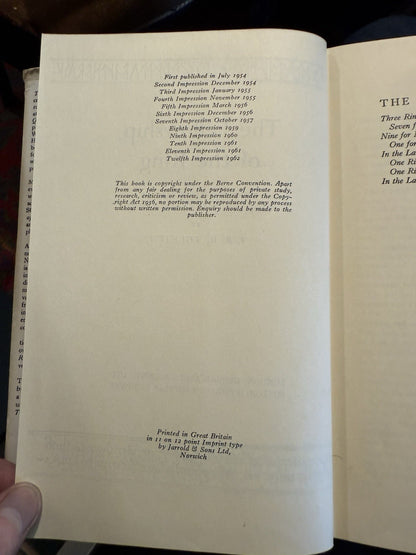 First published in July 1954
Second Impression December 1954
Third Impression January 1955
Fourth Impression November 1955
Fifth Impression March 1956
Sixth Impression December 1956
Seventh Impression October 1957
Eighth Impression 1959
Ninth Impression 1960
Tenth Impression 1961
Eleventh Impression 1961
Twelfth Impression 1962
This book is copyright under the Berne Convention. Apart
from any fair dealing for the purposes of private study,
research, criticism or review, as permitted under the Copy-
right Act 1956, no portion may be reproduced by any process
without written permission. Enquiry should be made to the
publisher.
Printed in Great Britain
in 11 on 12 point Imprint type
by Jarrold & Sons Ltd,
Norwich
THE
Three Rin
Seven f
Nine for
One for
In the La
One Ri
One Ri
In the La